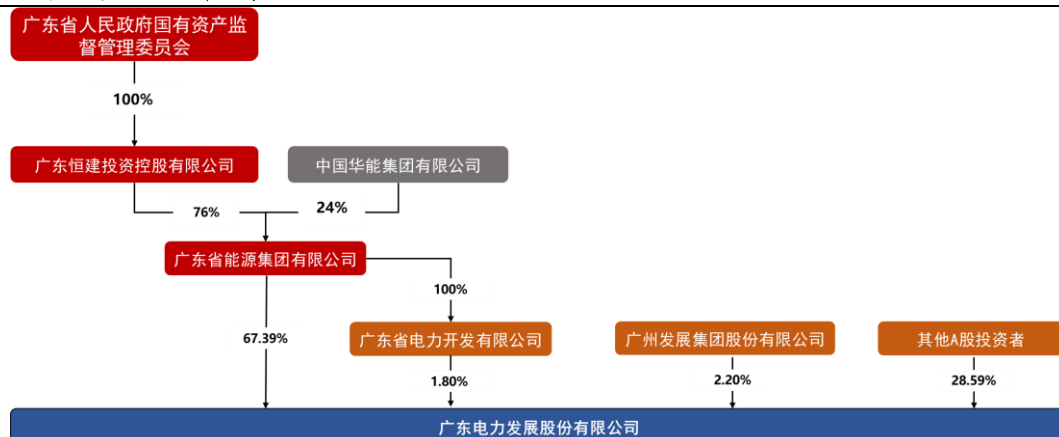 广东省人民政府国有资产监
督管理委员会
100%
广东恒建投资控股有限公司
中国华能集团有限公司
76%
24%
广东省能源集团有限公司
100%
67.39%
广东省电力开发有限公司
广州发展集团股份有限公司
其他A股投资者
1.80%
2.20%
28.59%
广东电力发展股份有限公司